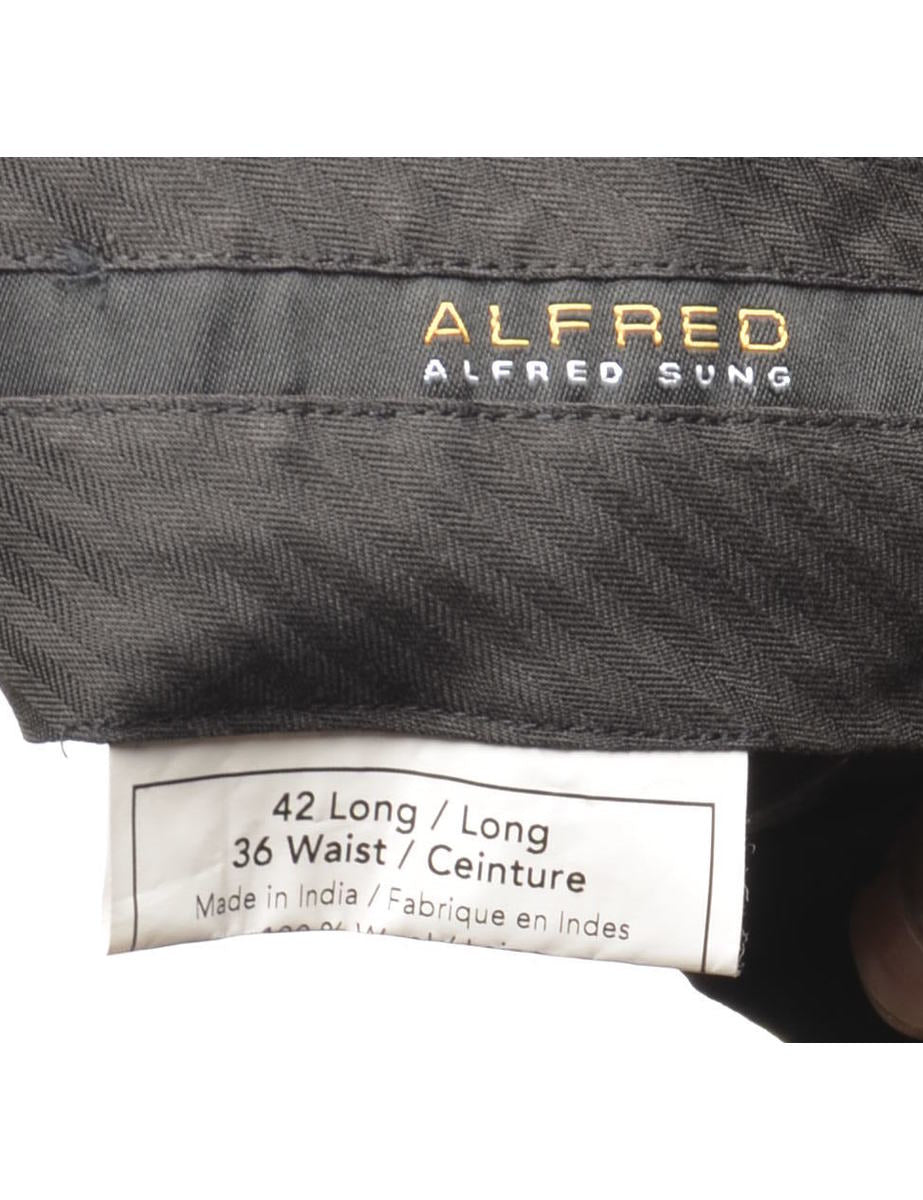 ALFRED
ALFRED SUNG
42 Long / Long
36 Waist / Ceinture
Made in India / Fabrique en Indes